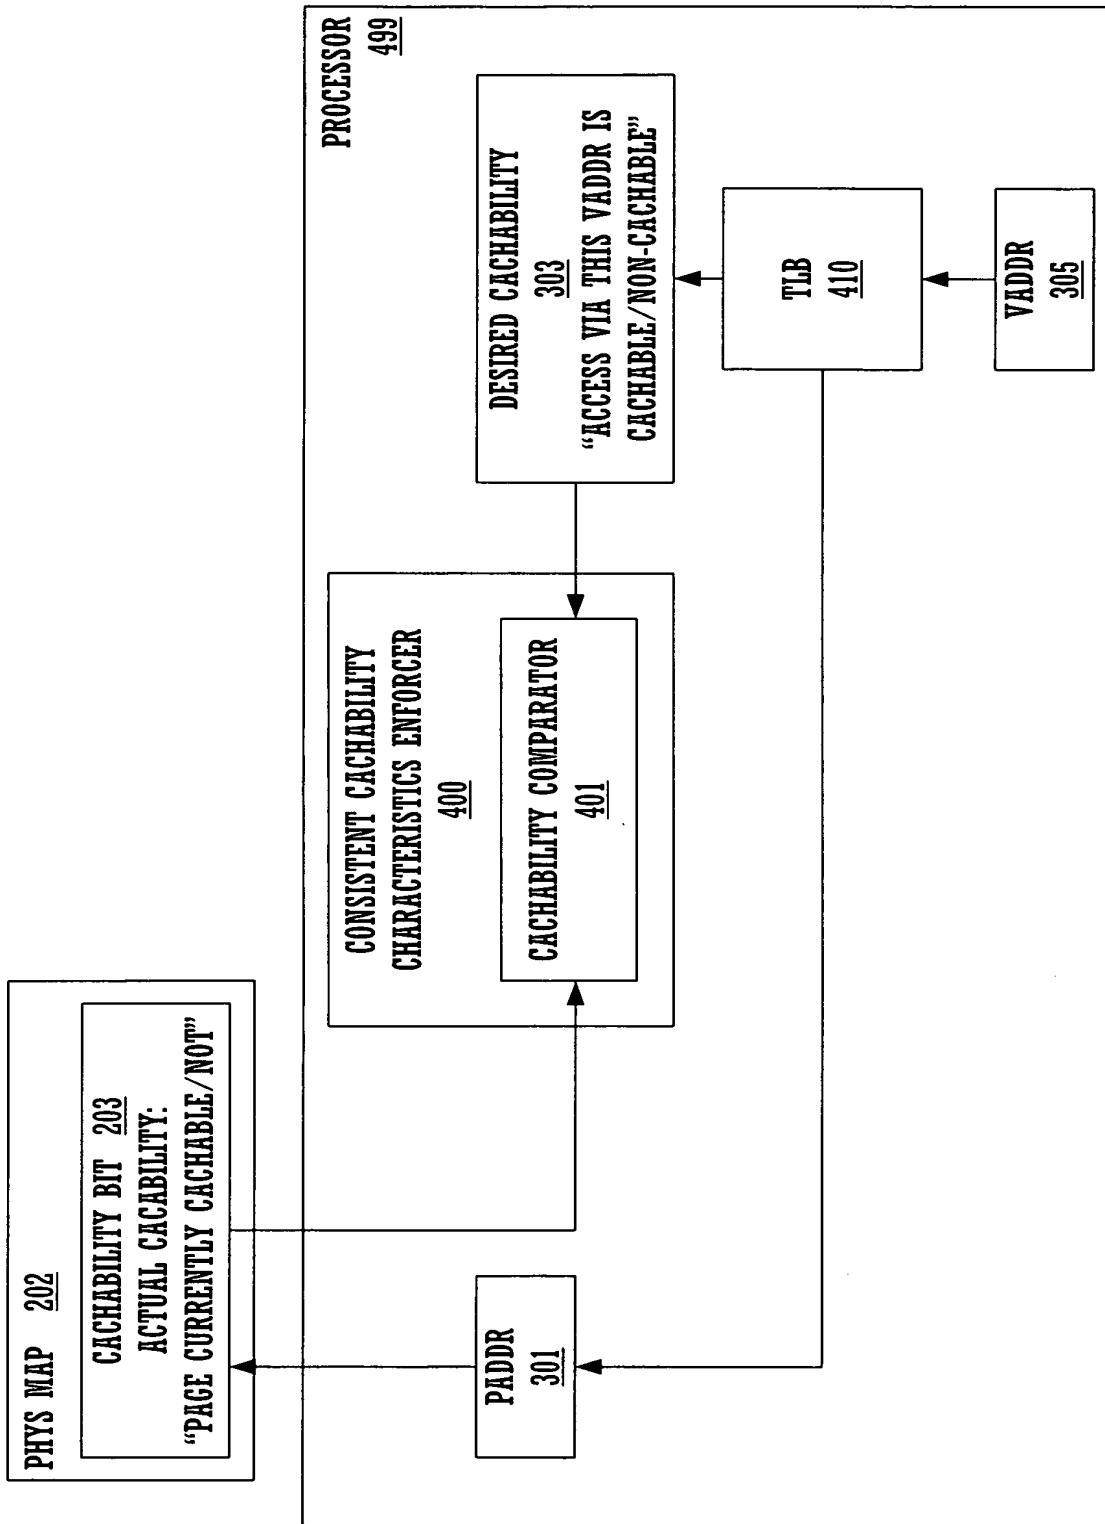 PHYS MAP 202
CACHABILITY BIT 203
ACTUAL CACABILITY:
“PAGE CURRENTLY CACHABLE/NOT”
PROCESSOR
499
CONSISTENT CACHABILITY
CHARACTERISTICS ENFORCER
400
CACHABILITY COMPARATOR
401
DESIRED CACHABILITY
303
“ACCESS VIA THIS VADDR IS
CACHABLE/NON-CACHABLE”
PADDR
301
TLB
410
VADDR
305